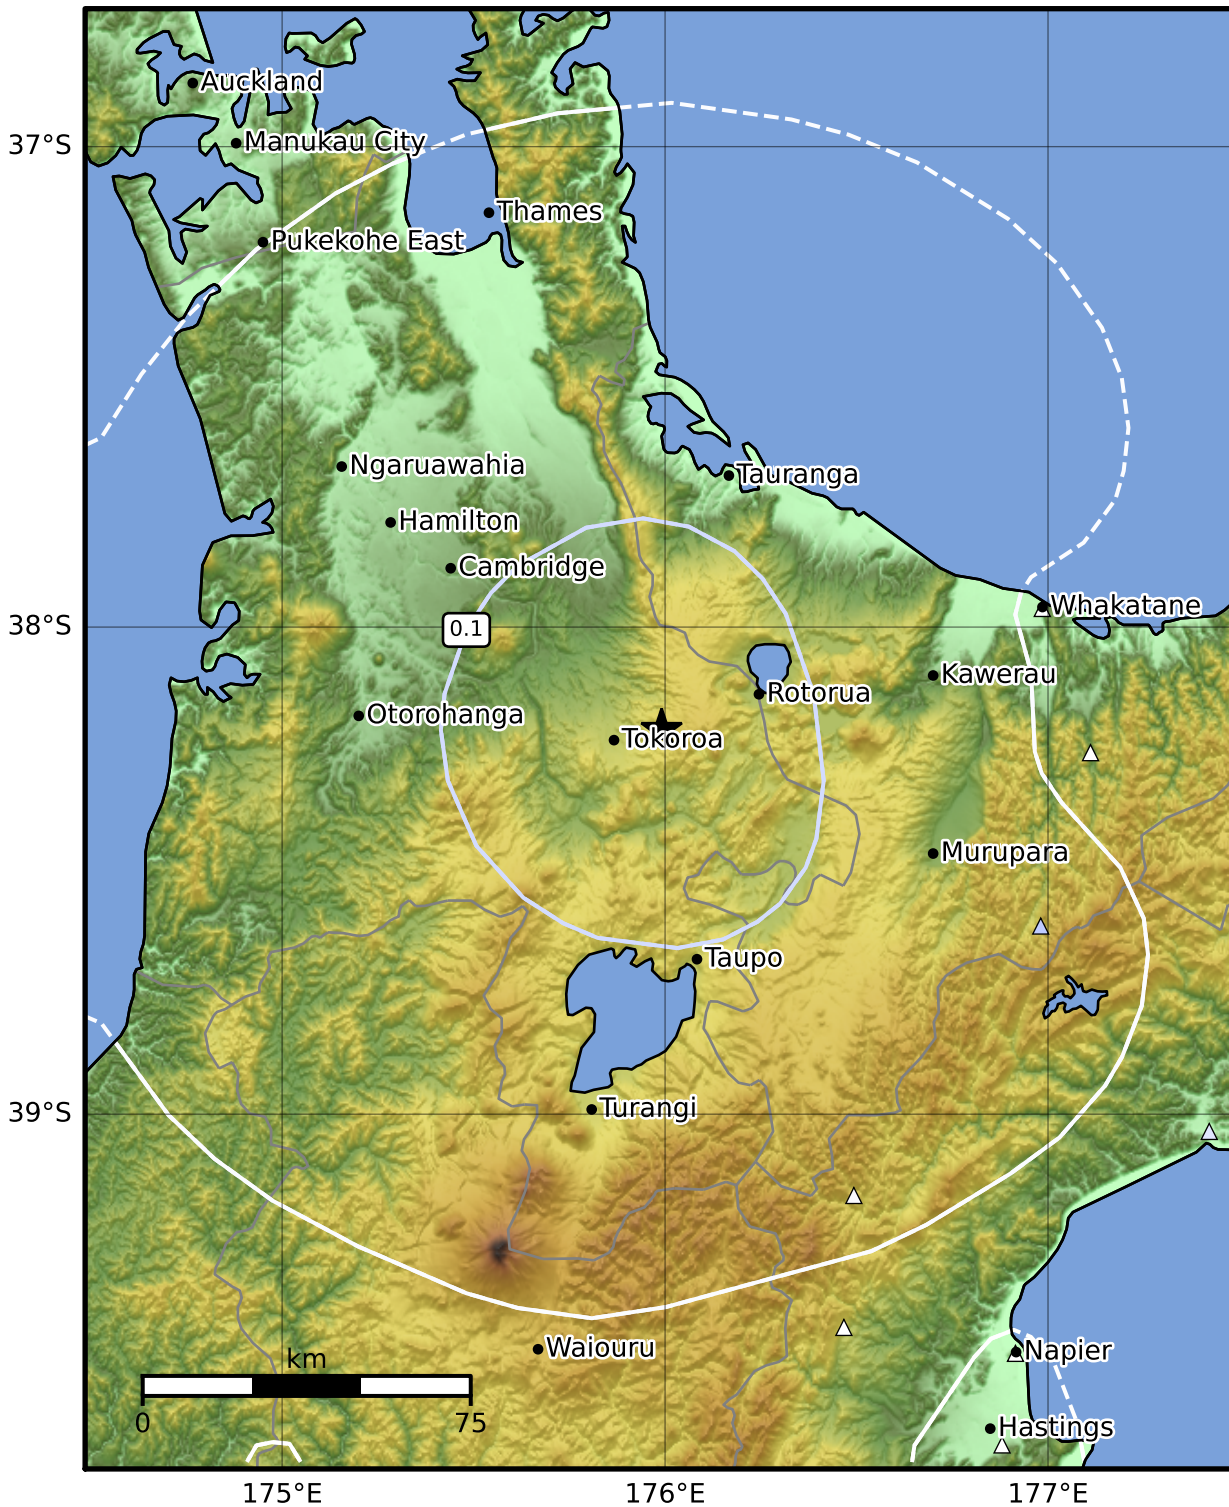 Auckland
37°S
Manukau City
Thames
Pukekohe East
Ngaruawahia
Tauranga
Hamilton
Cambridge
Whakatane
38°S
0.1
Kawerau
Rotorua
Otorohanga
Tokoroa
Murupara
Taupo
Turangi
39°S
Waiouru
Napier
km
0 75
Hastings
175°E 176°E 177°E